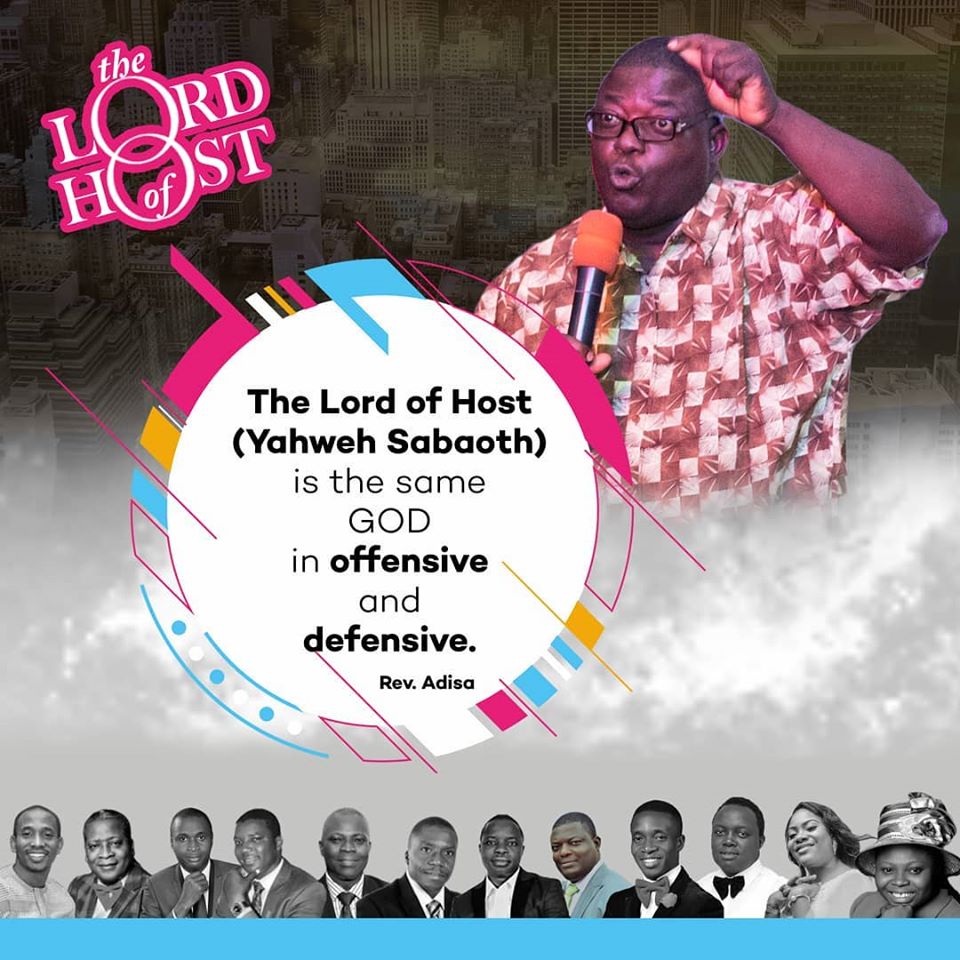 the
LORD
of
HOST
The Lord of Host
(Yahweh Sabaoth)
is the same
GOD
in offensive
and
defensive.
Rev. Adisa